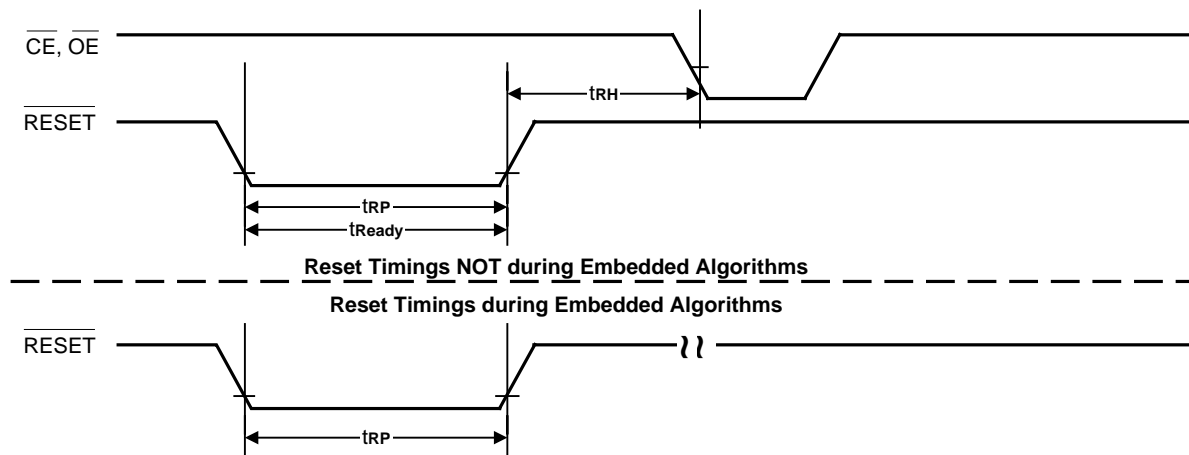 CE, OE
tRH
RESET
tRP
tReady
Reset Timings NOT during Embedded Algorithms
Reset Timings during Embedded Algorithms
RESET
tRP